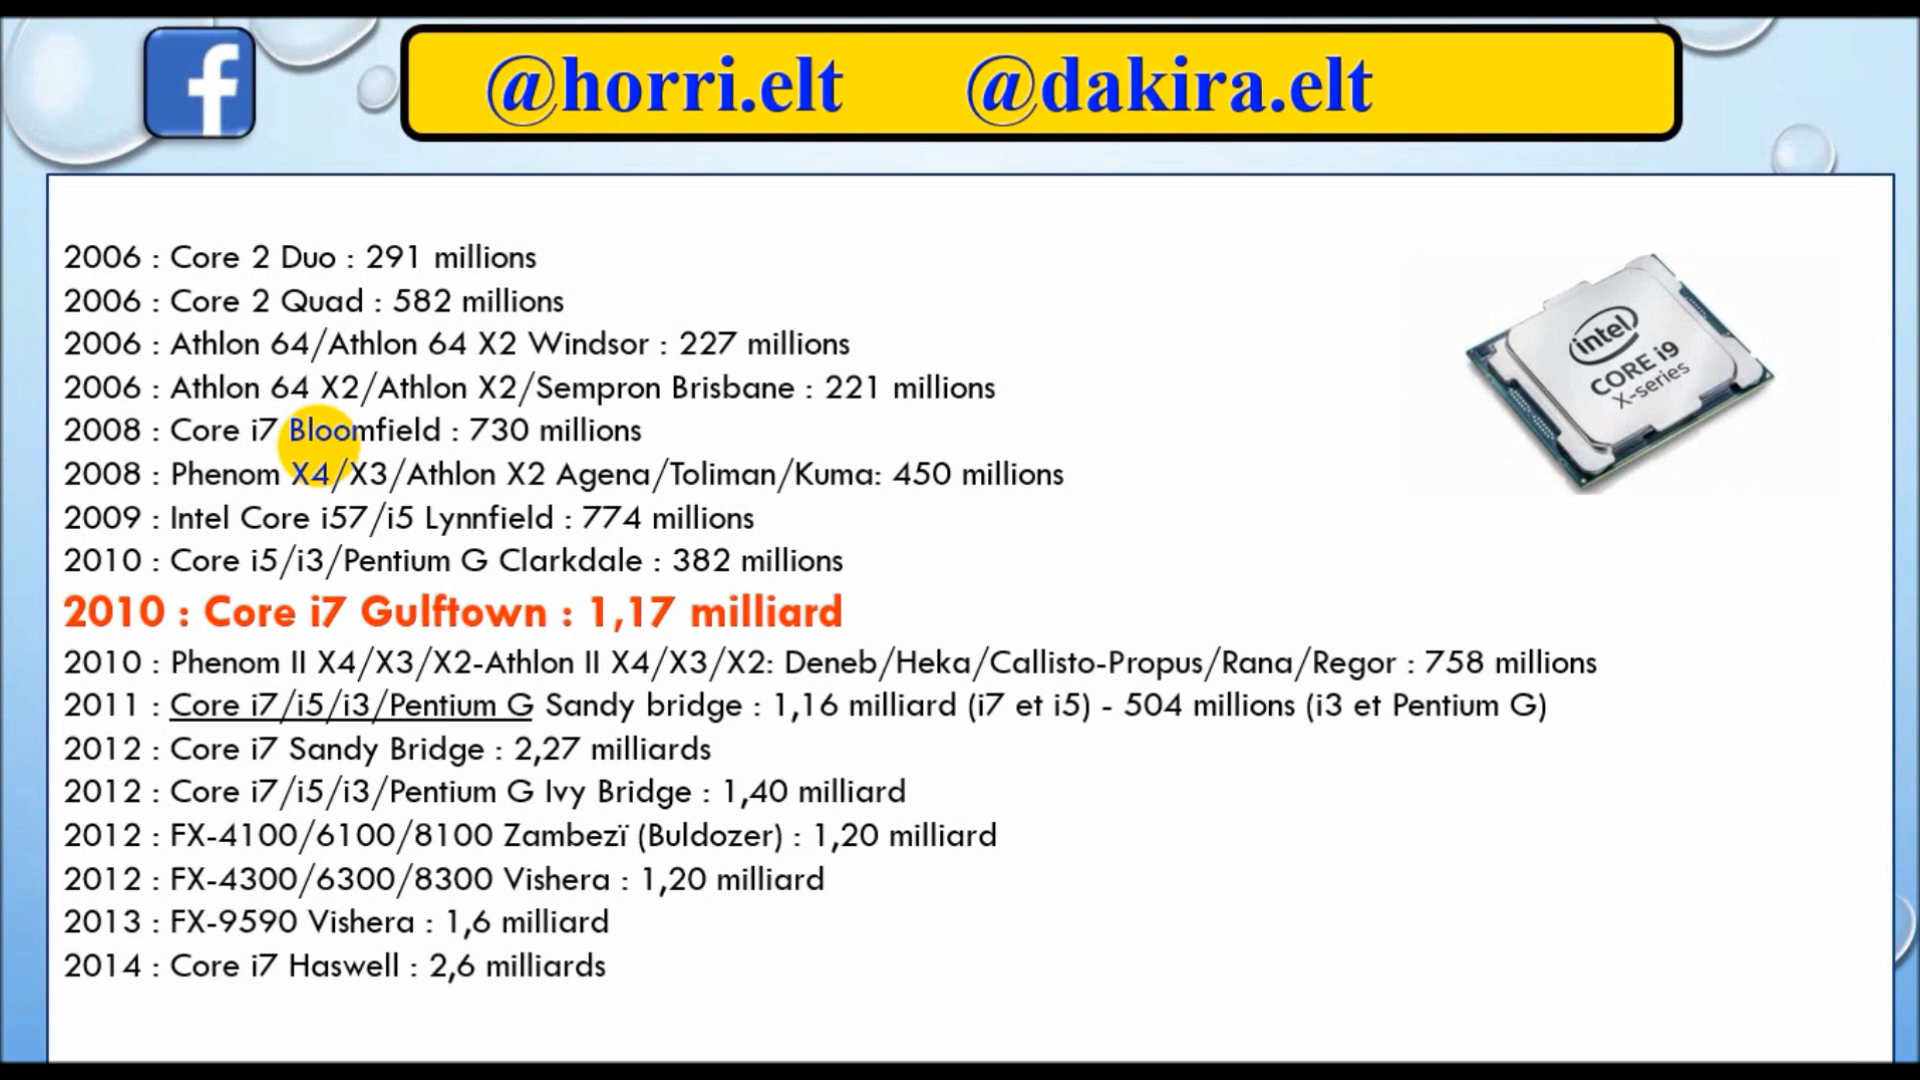 f @horri.elt @dakira.elt
2006 : Core 2 Duo : 291 millions
2006 : Core 2 Quad : 582 millions
2006 : Athlon 64/Athlon 64 X2 Windsor : 227 millions
2006 : Athlon 64 X2/Athlon X2/Sempron Brisbane : 221 millions
2008 : Core i7 Bloomfield : 730 millions
2008 : Phenom X4/X3/Athlon X2 Agena/Toliman/Kuma: 450 millions
2009 : Intel Core i57/i5 Lynnfield : 774 millions
2010 : Core i5/i3/Pentium G Clarkdale : 382 millions
2010 : Core i7 Gulftown : 1,17 milliard
2010 : Phenom II X4/X3/X2-Athlon II X4/X3/X2: Deneb/Heka/Callisto-Propus/Rana/Regor : 758 millions
2011 : Core i7/i5/i3/Pentium G Sandy bridge : 1,16 milliard (i7 et i5) - 504 millions (i3 et Pentium G)
2012 : Core i7 Sandy Bridge : 2,27 milliards
2012 : Core i7/i5/i3/Pentium G Ivy Bridge : 1,40 milliard
2012 : FX-4100/6100/8100 Zambezï (Buldozer) : 1,20 milliard
2012 : FX-4300/6300/8300 Vishera : 1,20 milliard
2013 : FX-9590 Vishera : 1,6 milliard
2014 : Core i7 Haswell : 2,6 milliards
intel
CORE i9
X-series